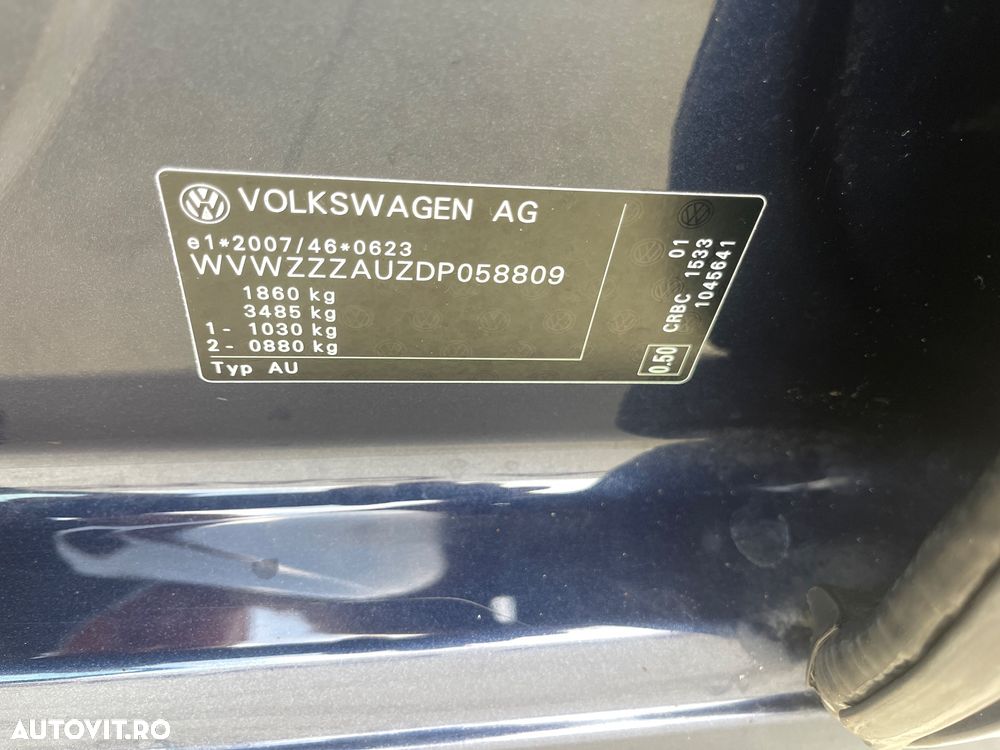 VOLKSWAGEN AG
e1*2007/46*0623
WVWZZZAUZDP058809
1860 kg
3485 kg
1- 1030 kg
2- 0880 kg
Typ AU
01
CRBC 1533
1045641
0.50
AUTOVIT.RO